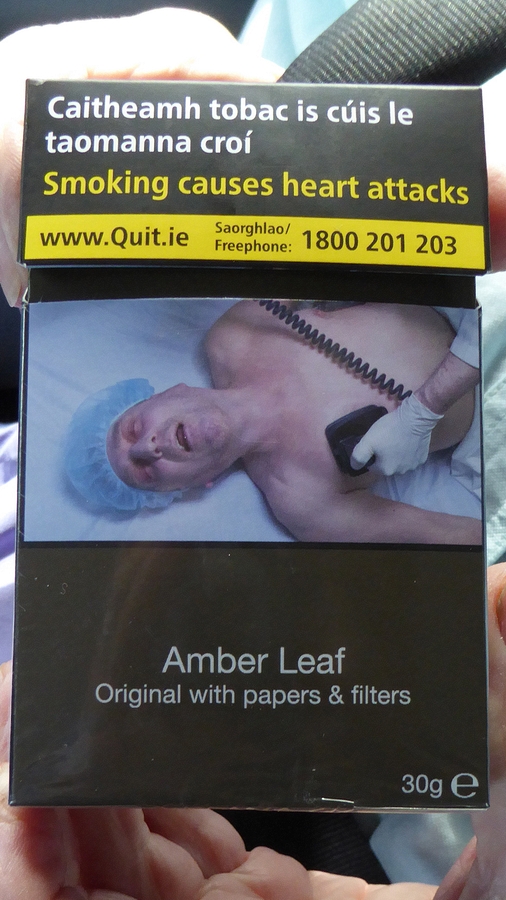 Caitheamh tobac is cúis le
taomanna croí
Smoking causes heart attacks
www.Quit.ie
Saorghlao/
Freephone:
1800 201 203
Amber Leaf
Original with papers & filters
30g ℮